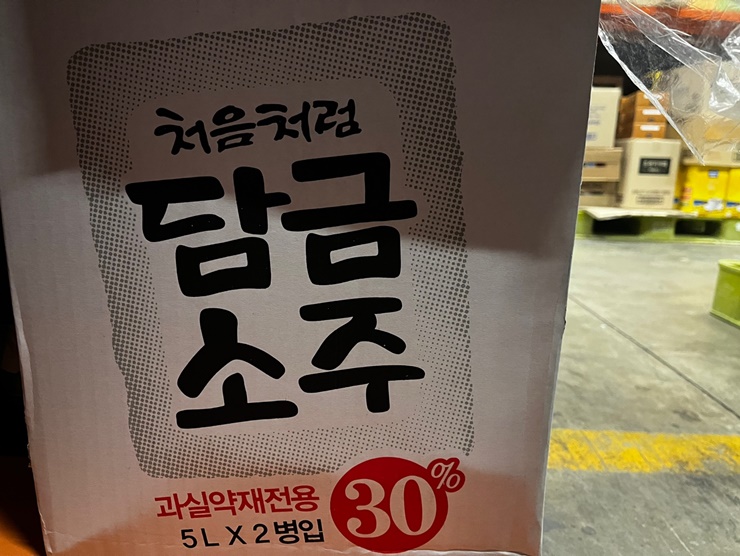 처음처럼
담금
소주
과실약재전용
5L X 2병입
30%